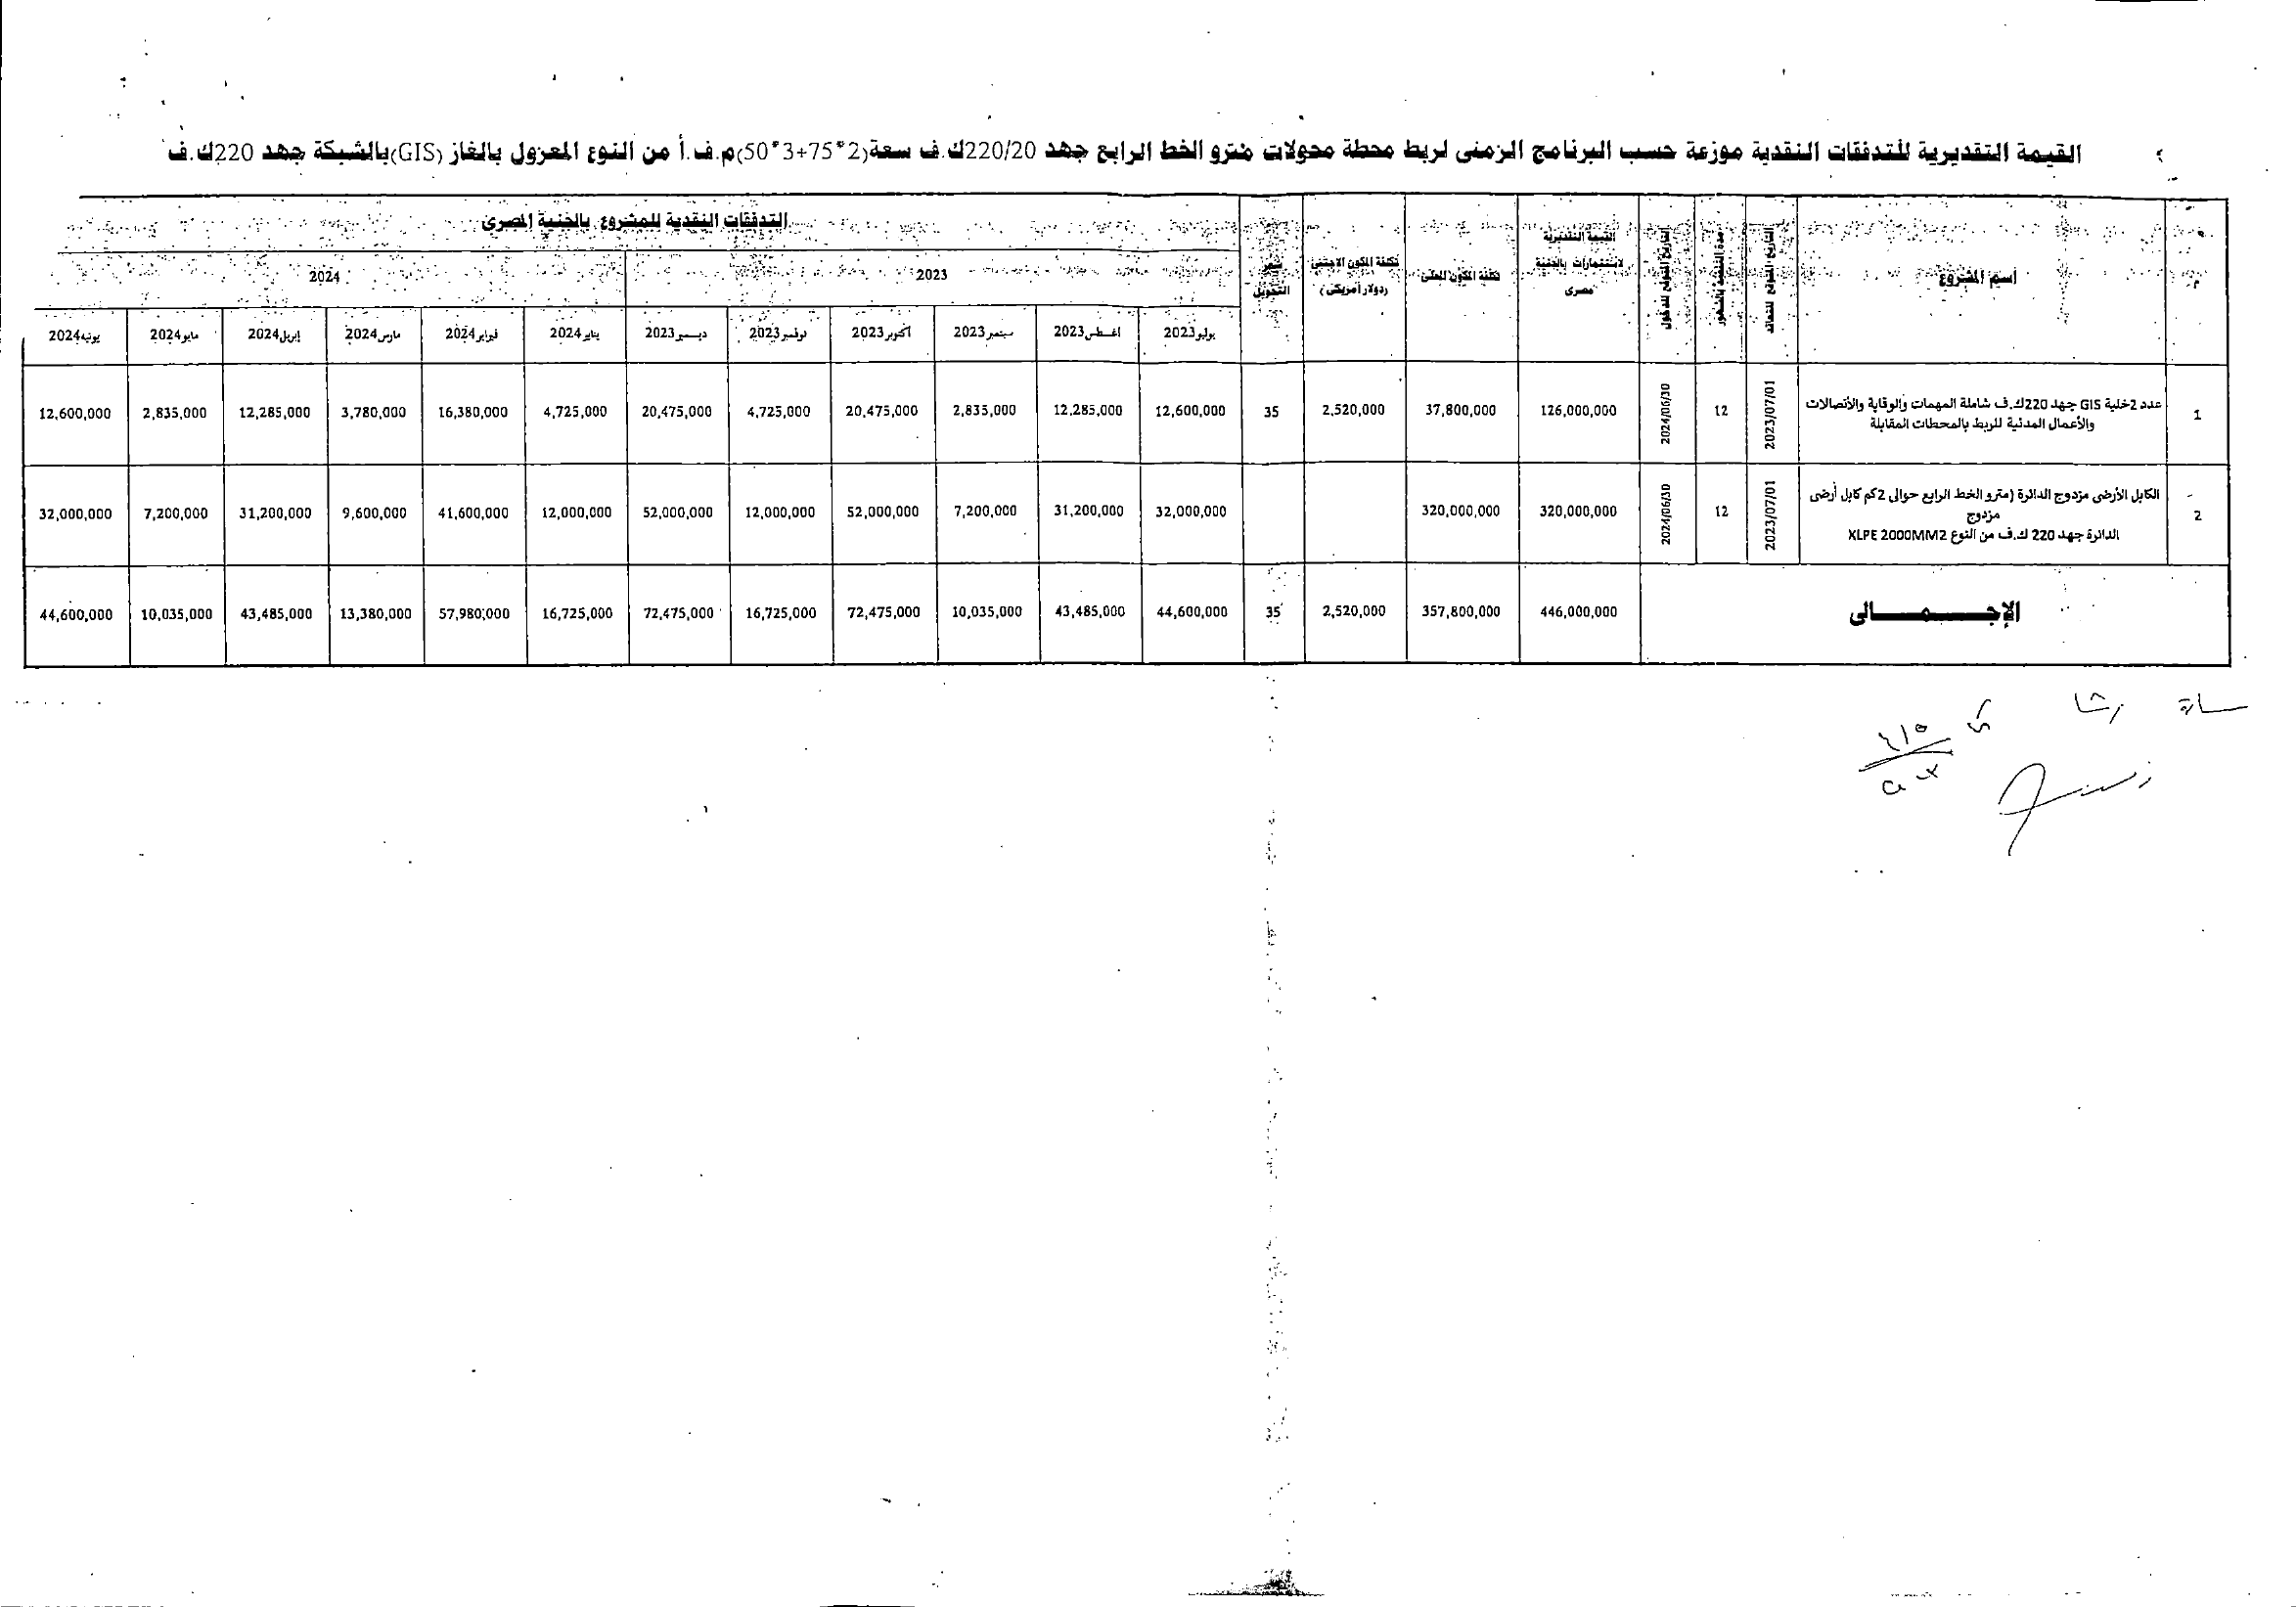 القيمة التقديرية للتدفقات النقدية موزعة حسب البرنامج الزمنى لربط محطة محولات مترو الخط الرابع جهد 220/20ك.ف سعة(2*75+3*50)م.ف.أ من النوع المعزول بالغاز (GIS)بالشبكة جهد 220ك.ف
م
أسم المشروع
التاريخ المتوقع للتعاقد
مدة التنفيذ بالشهور
التاريخ المتوقع للدخول
القيمة التقديرية
لاستثمارات بالجنية
مصرى
تكلفة المكون المحلى
تكلفة المكون الاجنبى
(دولار أمريكى)
سعر
التحويل
التدفقات النقدية للمشروع بالجنية المصرى
2023
2024
يوليو2023
اغسطس2023
سبتمبر2023
أكتوبر2023
نوفمبر2023
ديسمبر2023
يناير2024
فبراير2024
مارس2024
إبريل2024
مايو2024
يونيه2024
1
عدد 2خلية GIS جهد 220ك.ف شاملة المهمات والوقاية والأتصالات
والأعمال المدنية للربط بالمحطات المقابلة
2023/07/01
12
2024/06/30
126,000,000
37,800,000
2,520,000
35
12,600,000
12,285,000
2,835,000
20,475,000
4,725,000
20,475,000
4,725,000
16,380,000
3,780,000
12,285,000
2,835,000
12,600,000
2
الكابل الأرضى مزدوج الدائرة (مترو الخط الرابع حوالى 2كم كابل أرضى
مزدوج
الدائرة جهد 220 ك.ف من النوع XLPE 2000MM2
2023/07/01
12
2024/06/30
320,000,000
320,000,000
32,000,000
31,200,000
7,200,000
52,000,000
12,000,000
52,000,000
12,000,000
41,600,000
9,600,000
31,200,000
7,200,000
32,000,000
الإجـــمـــالى
446,000,000
357,800,000
2,520,000
35
44,600,000
43,485,000
10,035,000
72,475,000
16,725,000
72,475,000
16,725,000
57,980,000
13,380,000
43,485,000
10,035,000
44,600,000
سارة رشا